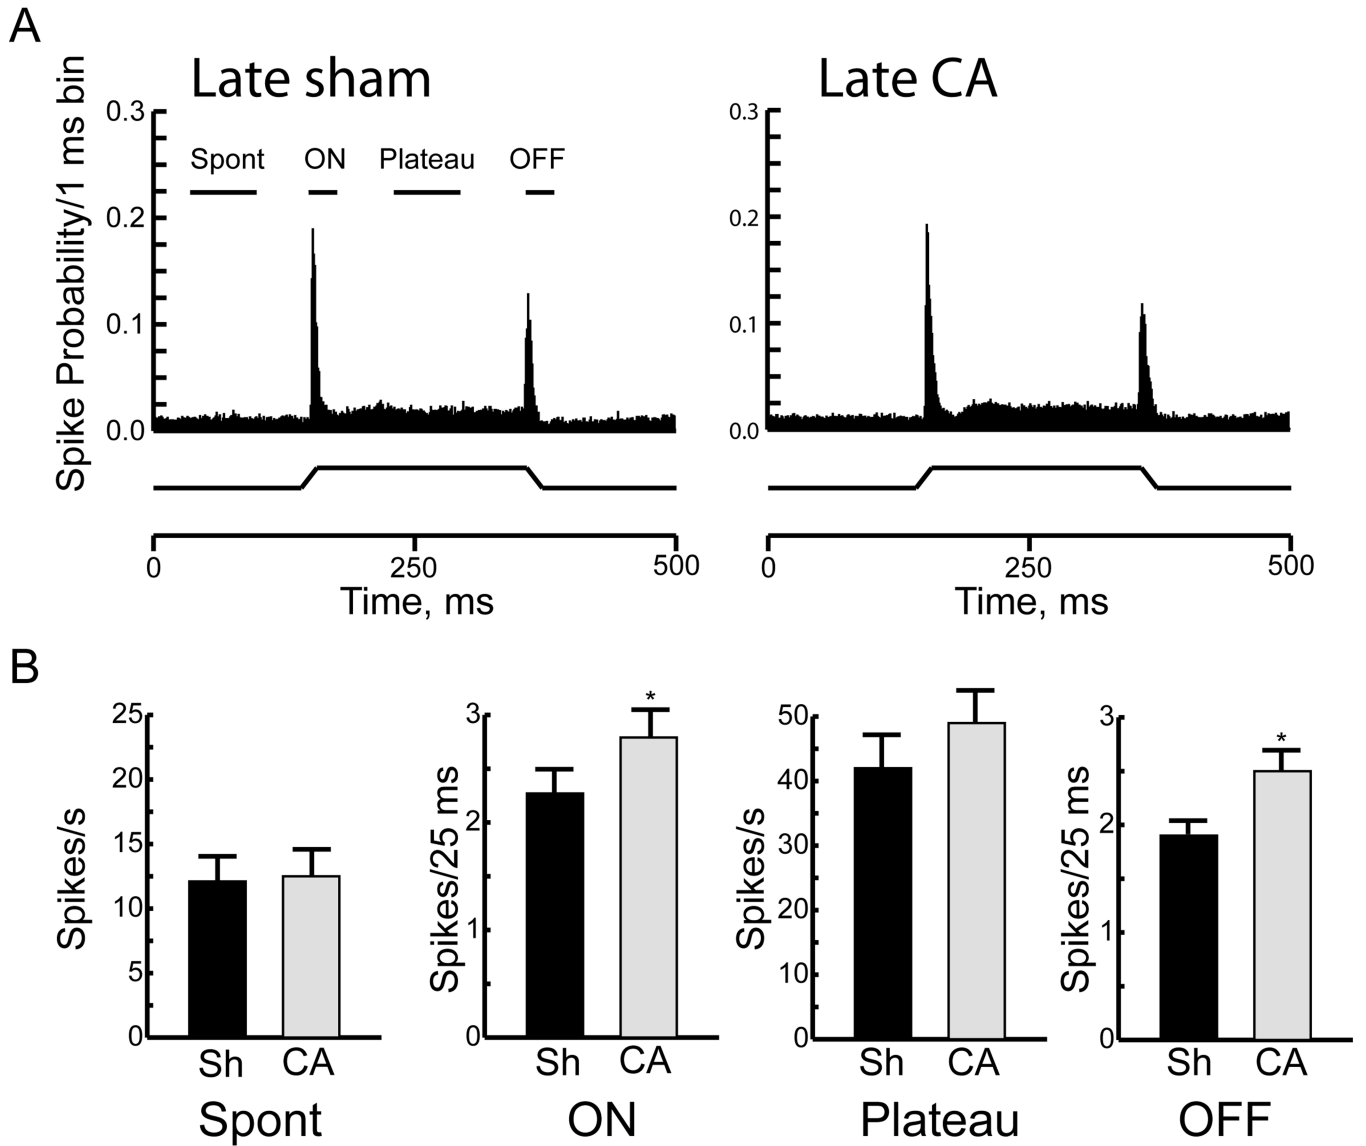 A
Late sham
Late CA
Spike Probability/1 ms bin
0.3
0.2
0.1
0.0
Spont ON Plateau OFF
0.3
0.2
0.1
0.0
0 250 500
Time, ms
0 250 500
Time, ms
B
Spikes/s
25
20
15
10
5
0
Sh CA
Spont
Spikes/25 ms
3
2
1
0
*
Sh CA
ON
Spikes/s
50
40
30
20
10
0
Sh CA
Plateau
Spikes/25 ms
3
2
1
0
*
Sh CA
OFF